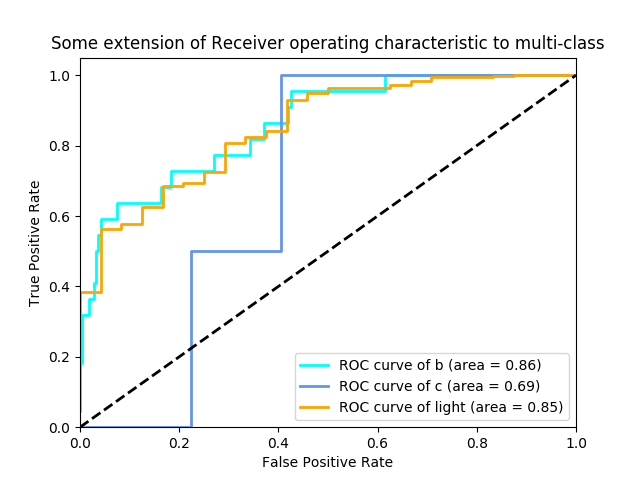 Some extension of Receiver operating characteristic to multi-class
1.0
0.8
0.6
0.4
0.2
0.0
True Positive Rate
ROC curve of b (area = 0.86)
ROC curve of c (area = 0.69)
ROC curve of light (area = 0.85)
0.0 0.2 0.4 0.6 0.8 1.0
False Positive Rate